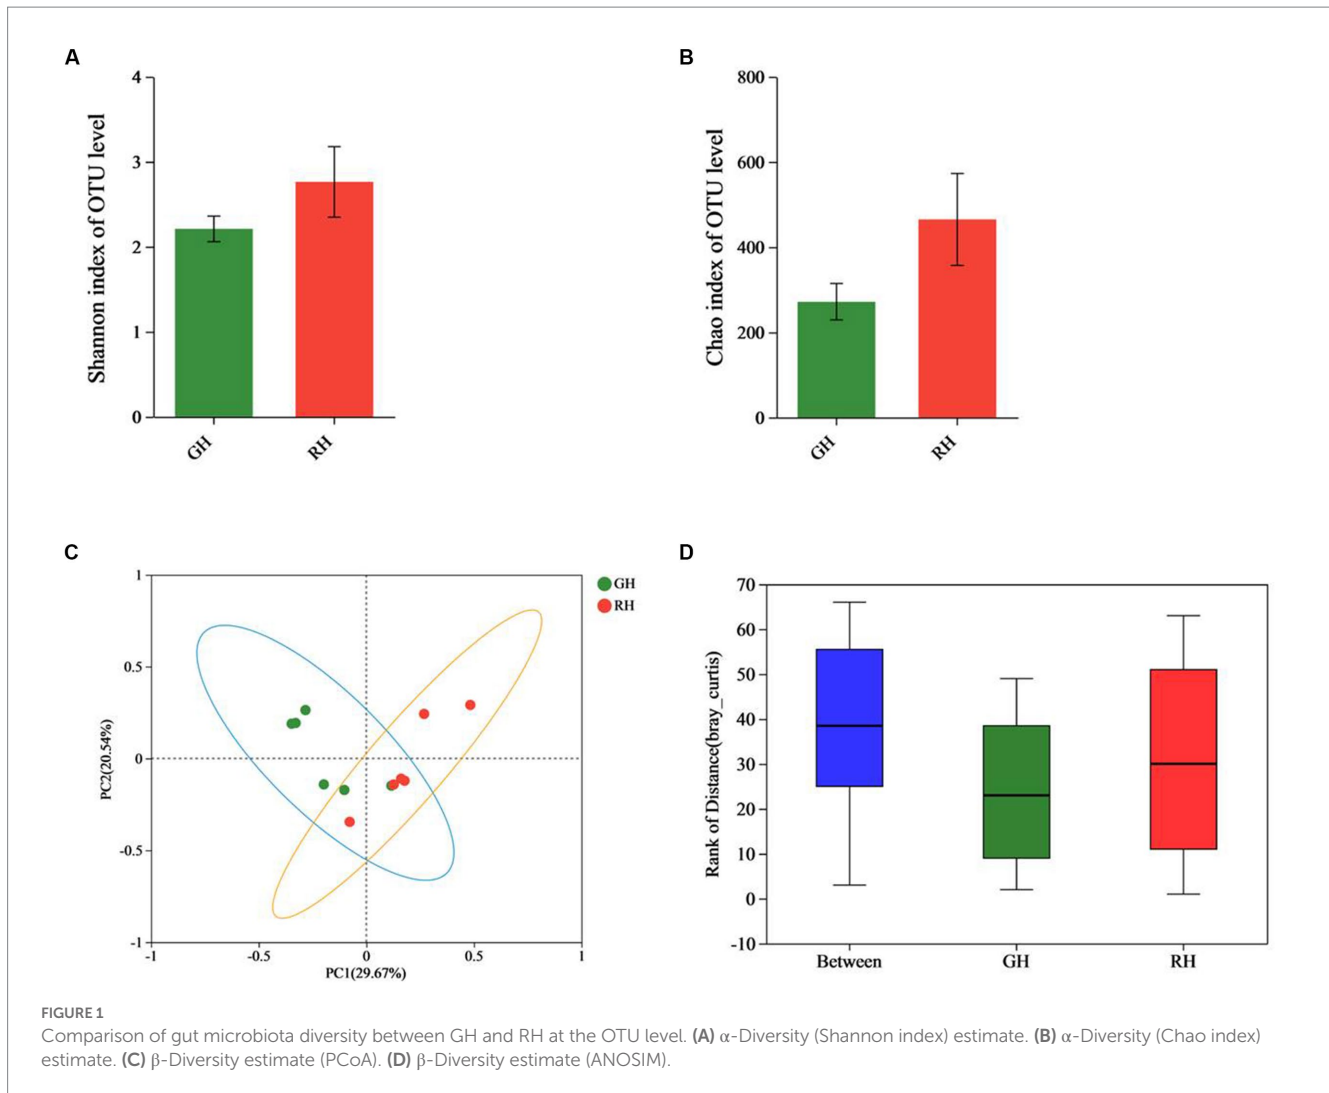 A
4
3
2
1
0
Shannon index of OTU level
GH
RH
B
800
600
400
200
0
Chao index of OTU level
GH
RH
C
1
0.5
0
-0.5
-1
PC2(20.54%)
-1
-0.5
0
0.5
1
PC1(29.67%)
GH
RH
D
70
60
50
40
30
20
10
0
-10
Rank of Distance(bray_curtis)
Between
GH
RH
FIGURE 1
Comparison of gut microbiota diversity between GH and RH at the OTU level. (A) α-Diversity (Shannon index) estimate. (B) α-Diversity (Chao index)
estimate. (C) β-Diversity estimate (PCoA). (D) β-Diversity estimate (ANOSIM).